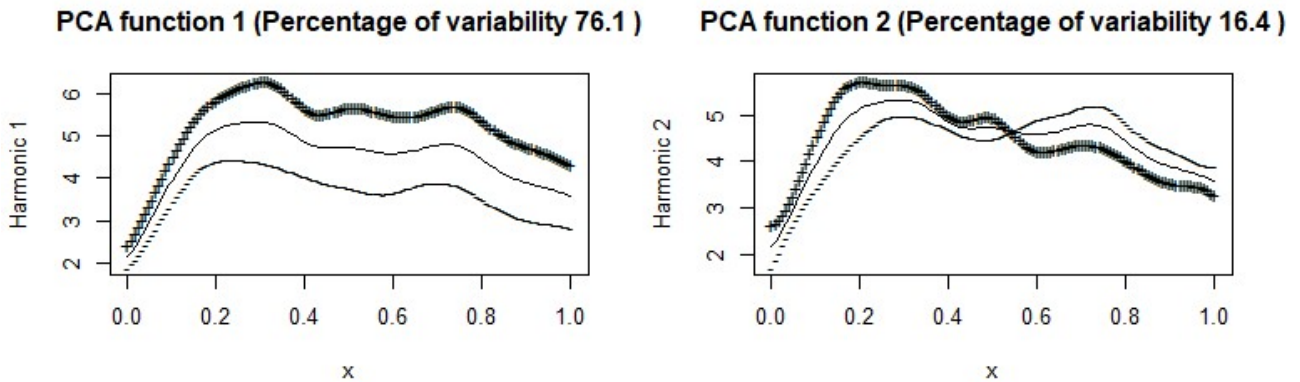 PCA function 1 (Percentage of variability 76.1 )
Harmonic 1
6
5
4
3
2
0.0 0.2 0.4 0.6 0.8 1.0
x
PCA function 2 (Percentage of variability 16.4 )
Harmonic 2
5
4
3
2
0.0 0.2 0.4 0.6 0.8 1.0
x